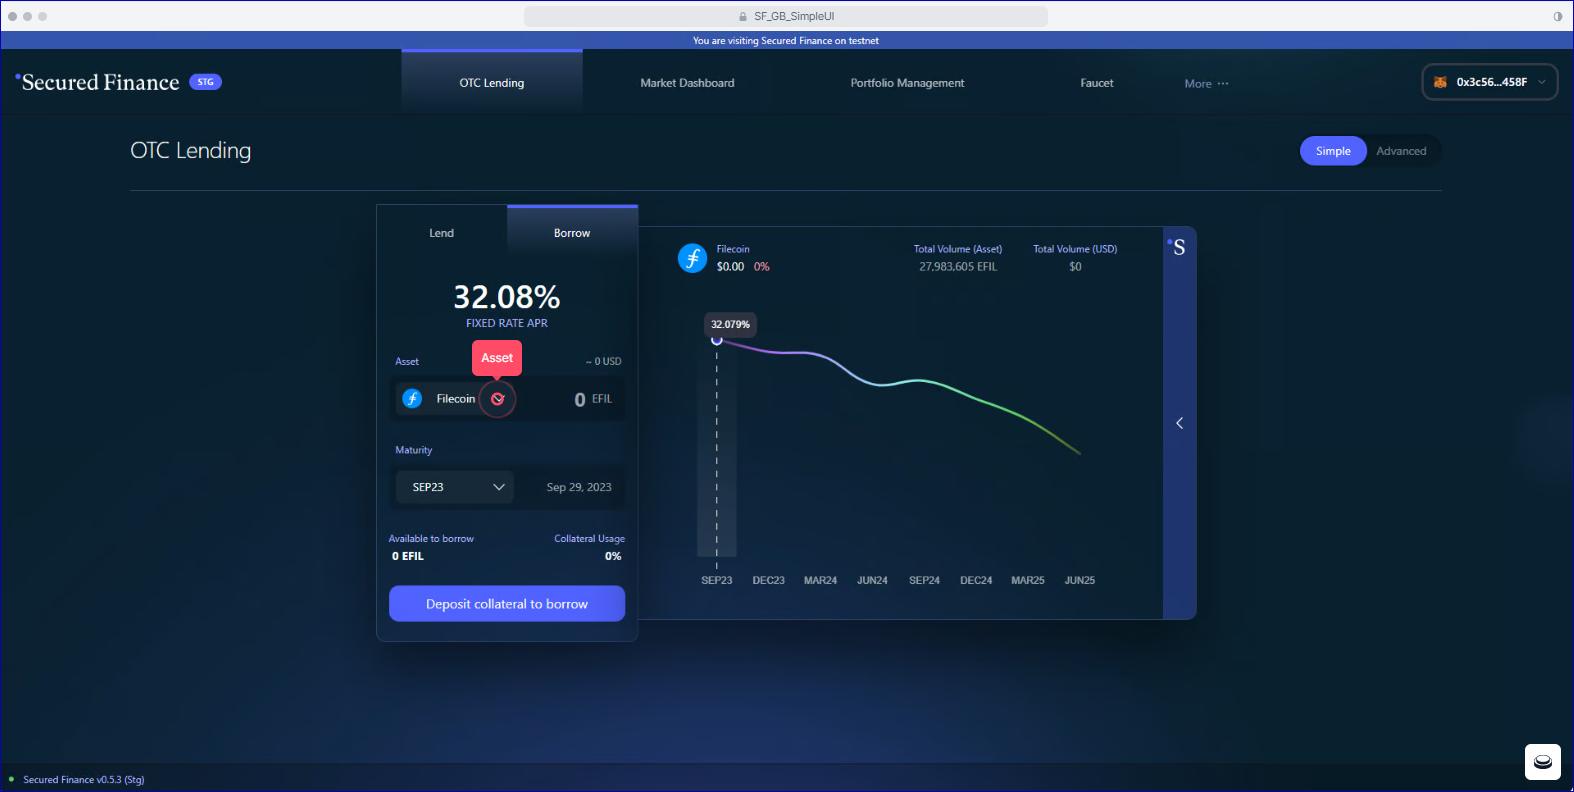 SF_GB_SimpleUI
You are visiting Secured Finance on testnet
Secured Finance STG
OTC Lending
Market Dashboard
Portfolio Management
Faucet
More ···
0x3c56...458F
OTC Lending
Simple
Advanced
Lend
Borrow
32.08%
FIXED RATE APR
Asset
Asset
~ 0 USD
Filecoin
0 EFIL
Maturity
SEP23
Sep 29, 2023
Available to borrow
Collateral Usage
0 EFIL
0%
Deposit collateral to borrow
Filecoin
$0.00 0%
Total Volume (Asset)
27,983,605 EFIL
Total Volume (USD)
$0
S
32.079%
SEP23 DEC23 MAR24 JUN24 SEP24 DEC24 MAR25 JUN25
Secured Finance v0.5.3 (Stg)